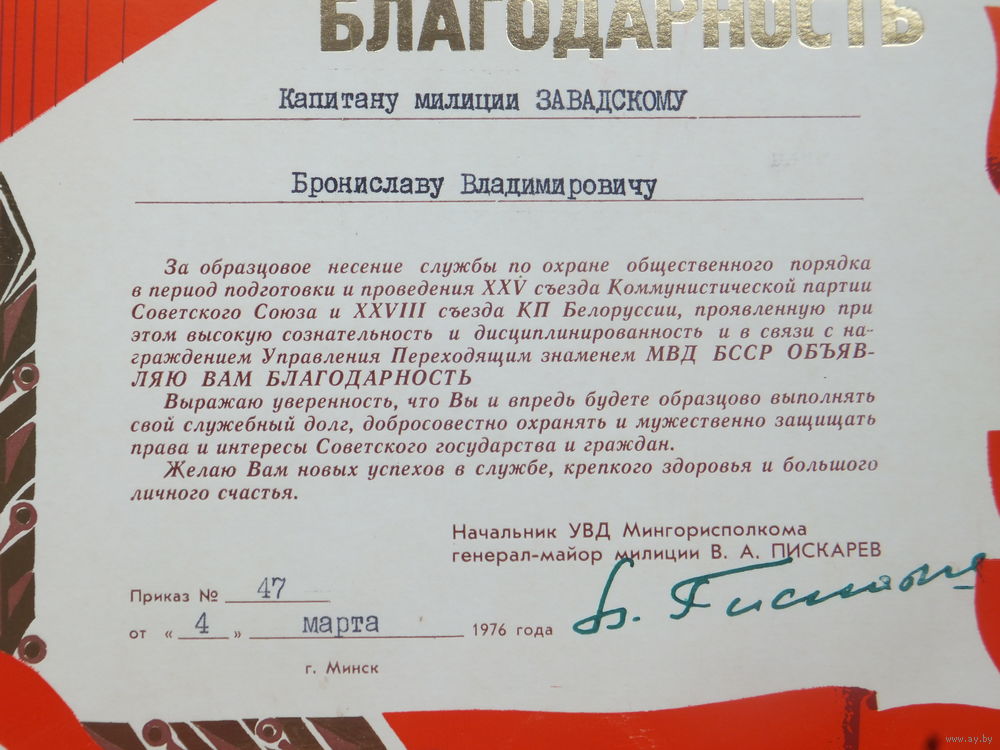 БЛАГОДАРНОСТЬ
Капитану милиции ЗАВАДСКОМУ
Брониславу Владимировичу
За образцовое несение службы по охране общественного порядка
в период подготовки и проведения XXV съезда Коммунистической партии
Советского Союза и XXVIII съезда КП Белоруссии, проявленную при
этом высокую сознательность и дисциплинированность и в связи с на-
граждением Управления Переходящим знаменем МВД БССР ОБЪЯВ-
ЛЯЮ ВАМ БЛАГОДАРНОСТЬ
Выражаю уверенность, что Вы и впредь будете образцово выполнять
свой служебный долг, добросовестно охранять и мужественно защищать
права и интересы Советского государства и граждан.
Желаю Вам новых успехов в службе, крепкого здоровья и большого
личного счастья.
Начальник УВД Мингорисполкома
генерал-майор милиции В. А. ПИСКАРЕВ
Приказ № 47
от « 4 » марта 1976 года
г. Минск
www.ay.by